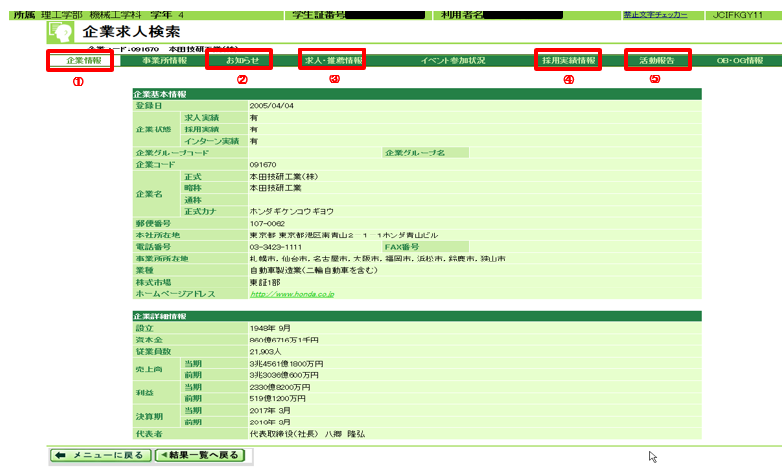 所属 理工学部 機械工学科 学年 4 学生証番号 利用者名 禁止文字チェッカー JCIFKGY11
企業求人検索
企業コード:091670 本田技研工業(株)
企業情報 事業所情報 お知らせ 求人・推薦情報 イベント参加状況 採用実績情報 活動報告 OB・OG情報
① ② ③ ④ ⑤
企業基本情報
登録日 2005/04/04
企業状態 求人実績 有
採用実績 有
インターン実績 有
企業グループコード 企業グループ名
企業コード 091670
企業名 正式 本田技研工業(株)
略称 本田技研工業
通称
正式カナ ホンダギケンコウギヨウ
郵便番号 107-0062
本社所在地 東京都 東京都港区南青山2-1-1ホンダ青山ビル
電話番号 03-3423-1111 FAX番号
事業所所在地 札幌市, 仙台市, 名古屋市, 大阪市, 福岡市, 浜松市, 鈴鹿市, 狭山市
業種 自動車製造業(二輪自動車を含む)
株式市場 東証1部
ホームページアドレス http://www.honda.co.jp
企業詳細情報
設立 1948年 9月
資本金 860億6716万1千円
従業員数 21,903人
売上高 当期 3兆4561億1800万円
前期 3兆3036億600万円
利益 当期 2330億8200万円
前期 519億1200万円
決算期 当期 2017年 3月
前期 2016年 3月
代表者 代表取締役(社長) 八郷 隆弘
メニューに戻る 結果一覧へ戻る